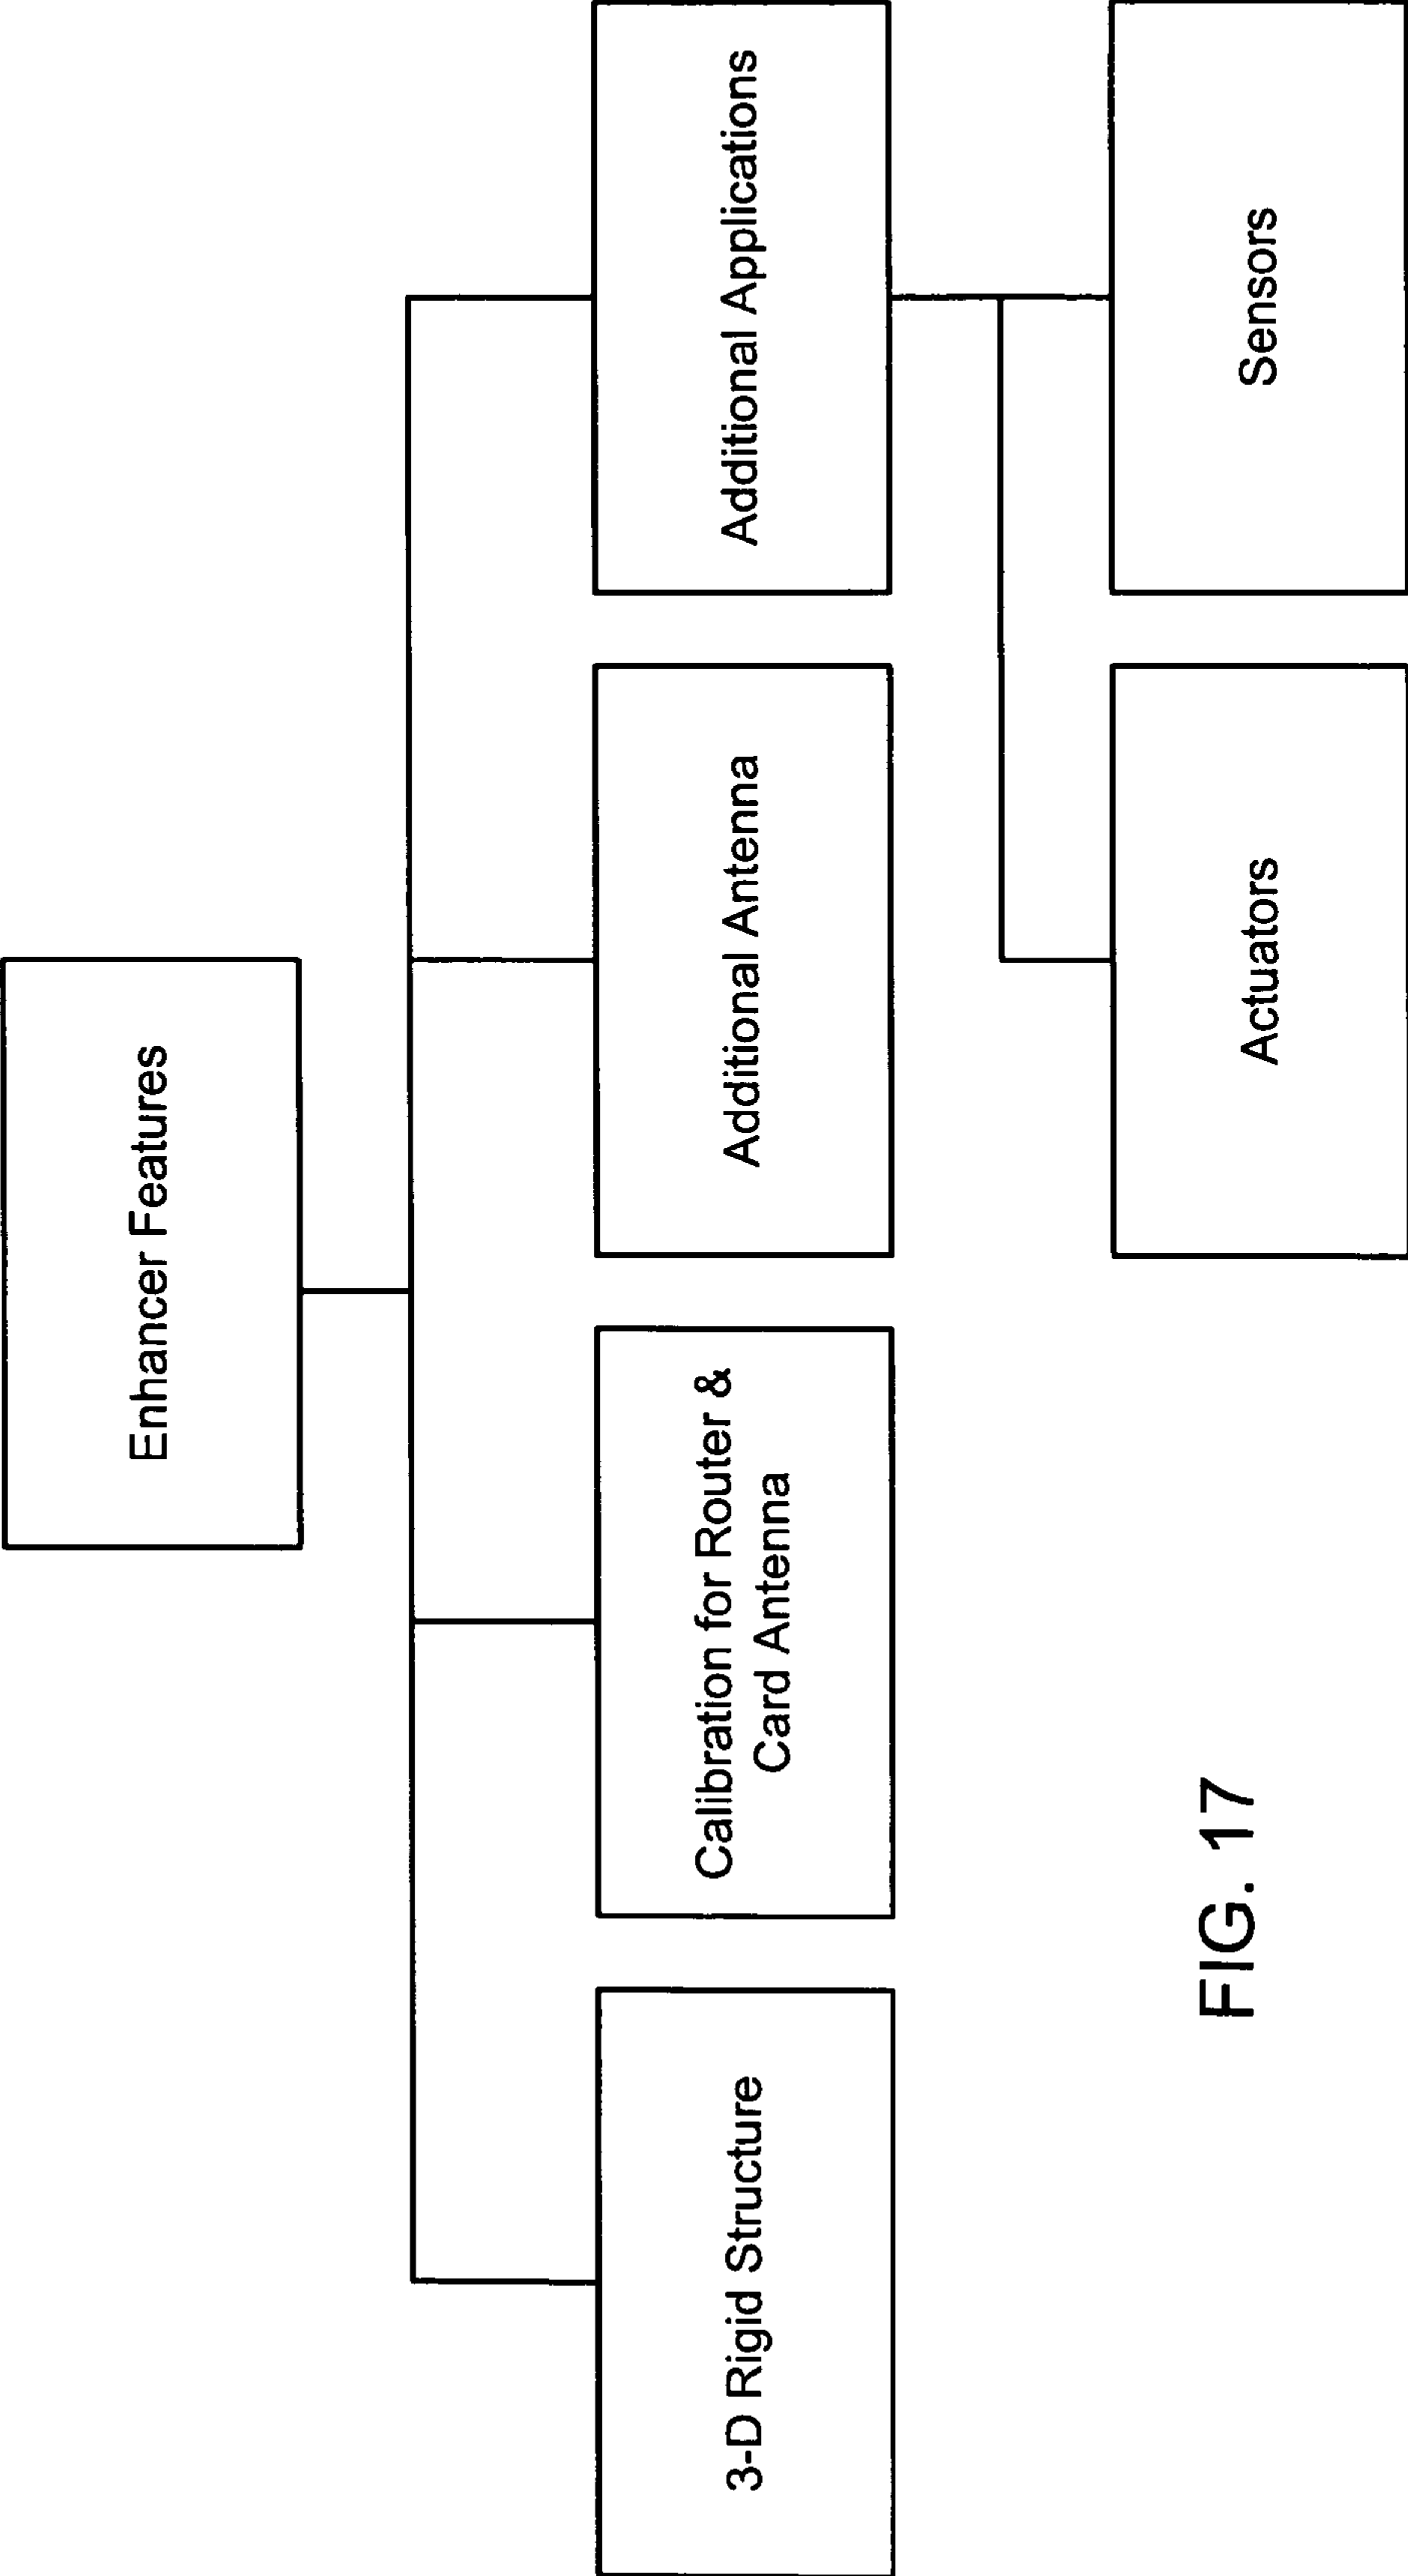 Enhancer Features
3-D Rigid Structure
Calibration for Router &
Card Antenna
Additional Antenna
Additional Applications
Actuators
Sensors
FIG. 17